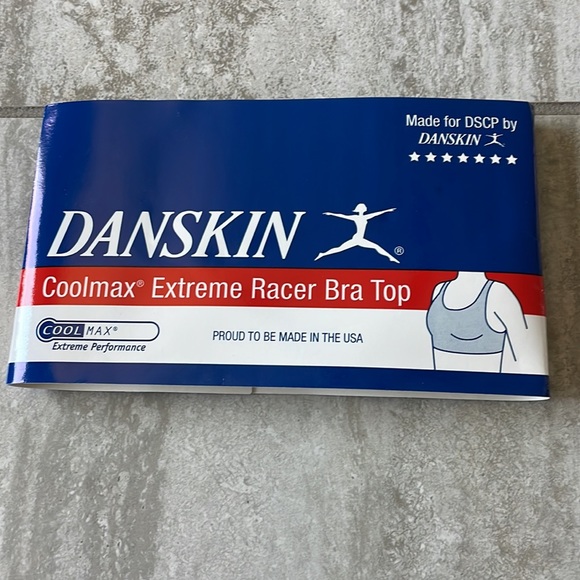 Made for DSCP by
DANSKIN
DANSKIN ®
Coolmax® Extreme Racer Bra Top
COOLMAX®
Extreme Performance
PROUD TO BE MADE IN THE USA